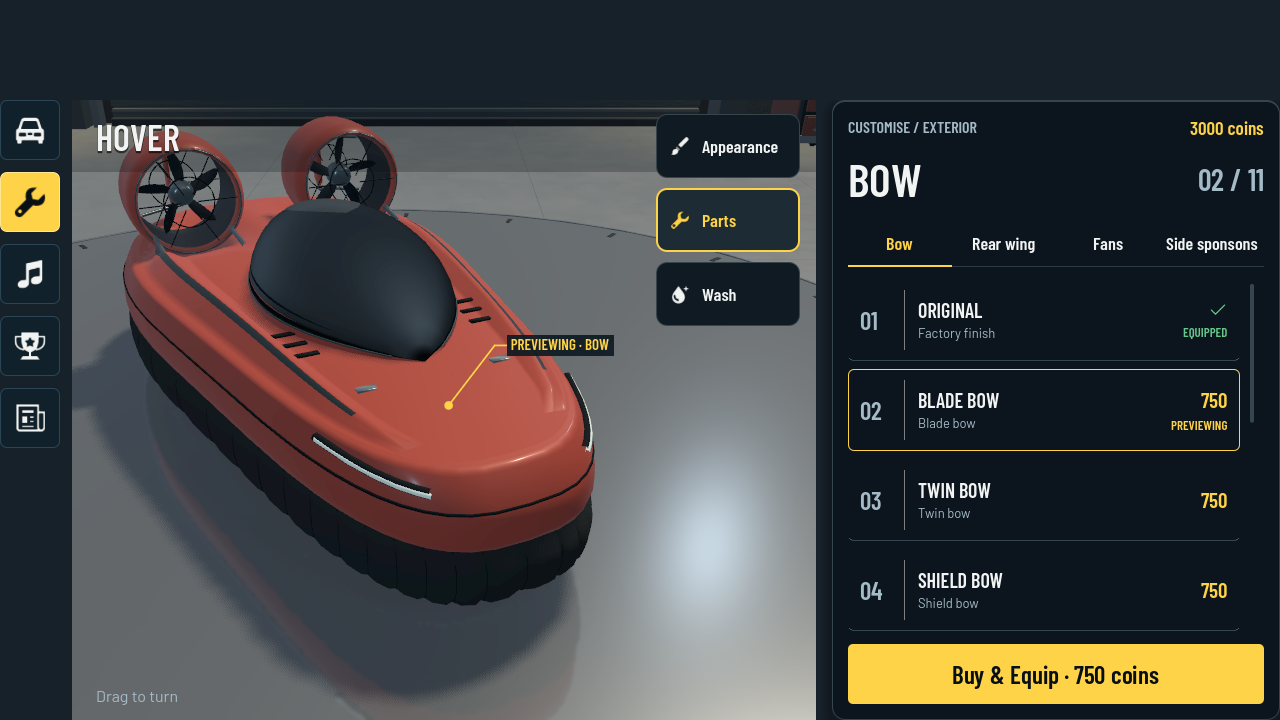 HOVER
Appearance
Parts
Wash
PREVIEWING · BOW
Drag to turn
CUSTOMISE / EXTERIOR
3000 coins
BOW
02 / 11
Bow
Rear wing
Fans
Side sponsons
01
ORIGINAL
Factory finish
EQUIPPED
02
BLADE BOW
Blade bow
750
PREVIEWING
03
TWIN BOW
Twin bow
750
04
SHIELD BOW
Shield bow
750
Buy & Equip · 750 coins